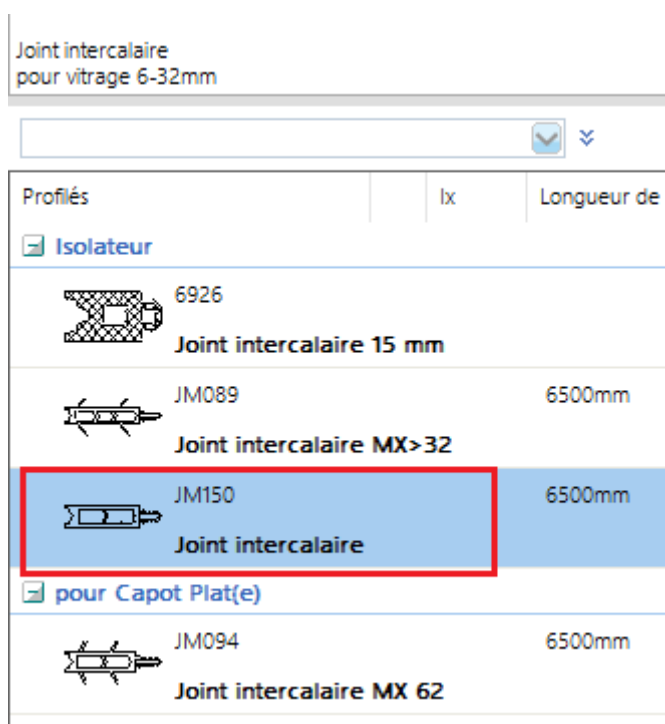 Joint intercalaire
pour vitrage 6-32mm
Profilés Ix Longueur de
Isolateur
6926
Joint intercalaire 15 mm
JM089 6500mm
Joint intercalaire MX>32
JM150 6500mm
Joint intercalaire
pour Capot Plat(e)
JM094 6500mm
Joint intercalaire MX 62